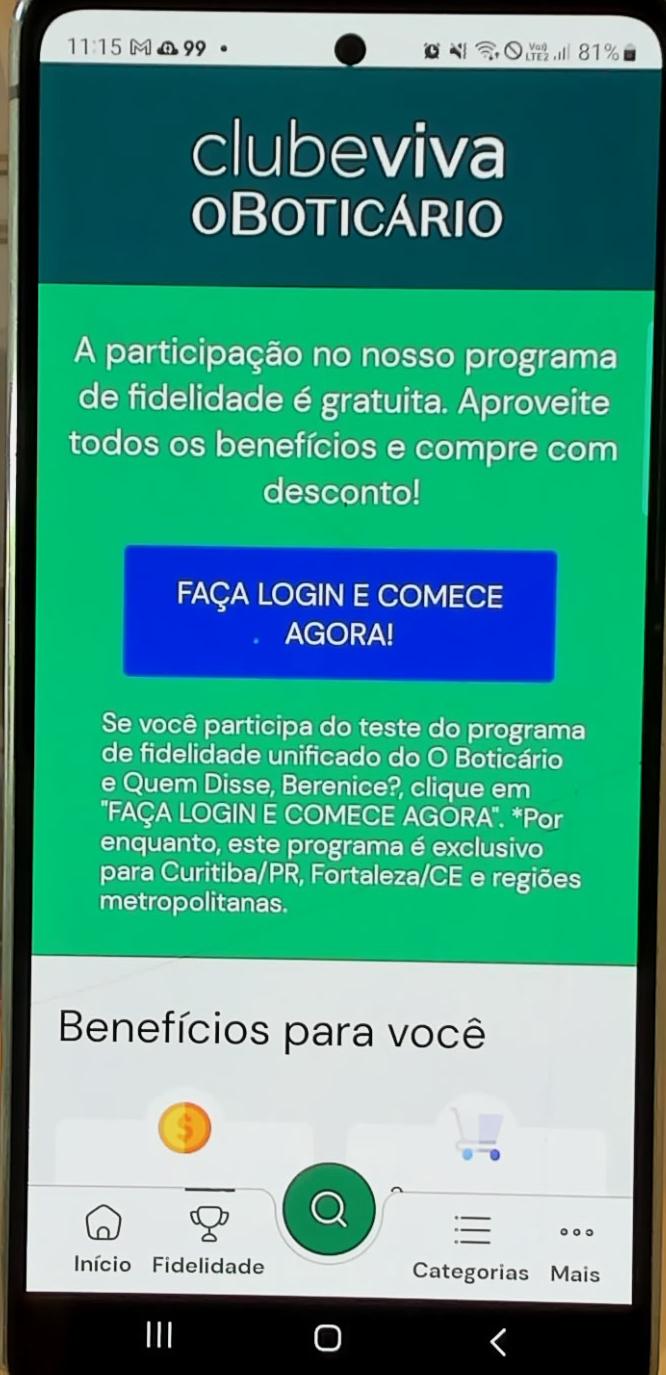 11:15 99 81%
Vo))
LTE2
clubeviva
OBOTICÁRIO
A participação no nosso programa
de fidelidade é gratuita. Aproveite
todos os benefícios e compre com
desconto!
FAÇA LOGIN E COMECE
AGORA!
Se você participa do teste do programa
de fidelidade unificado do O Boticário
e Quem Disse, Berenice?, clique em
"FAÇA LOGIN E COMECE AGORA". *Por
enquanto, este programa é exclusivo
para Curitiba/PR, Fortaleza/CE e regiões
metropolitanas.
Benefícios para você
$
Início Fidelidade Categorias Mais